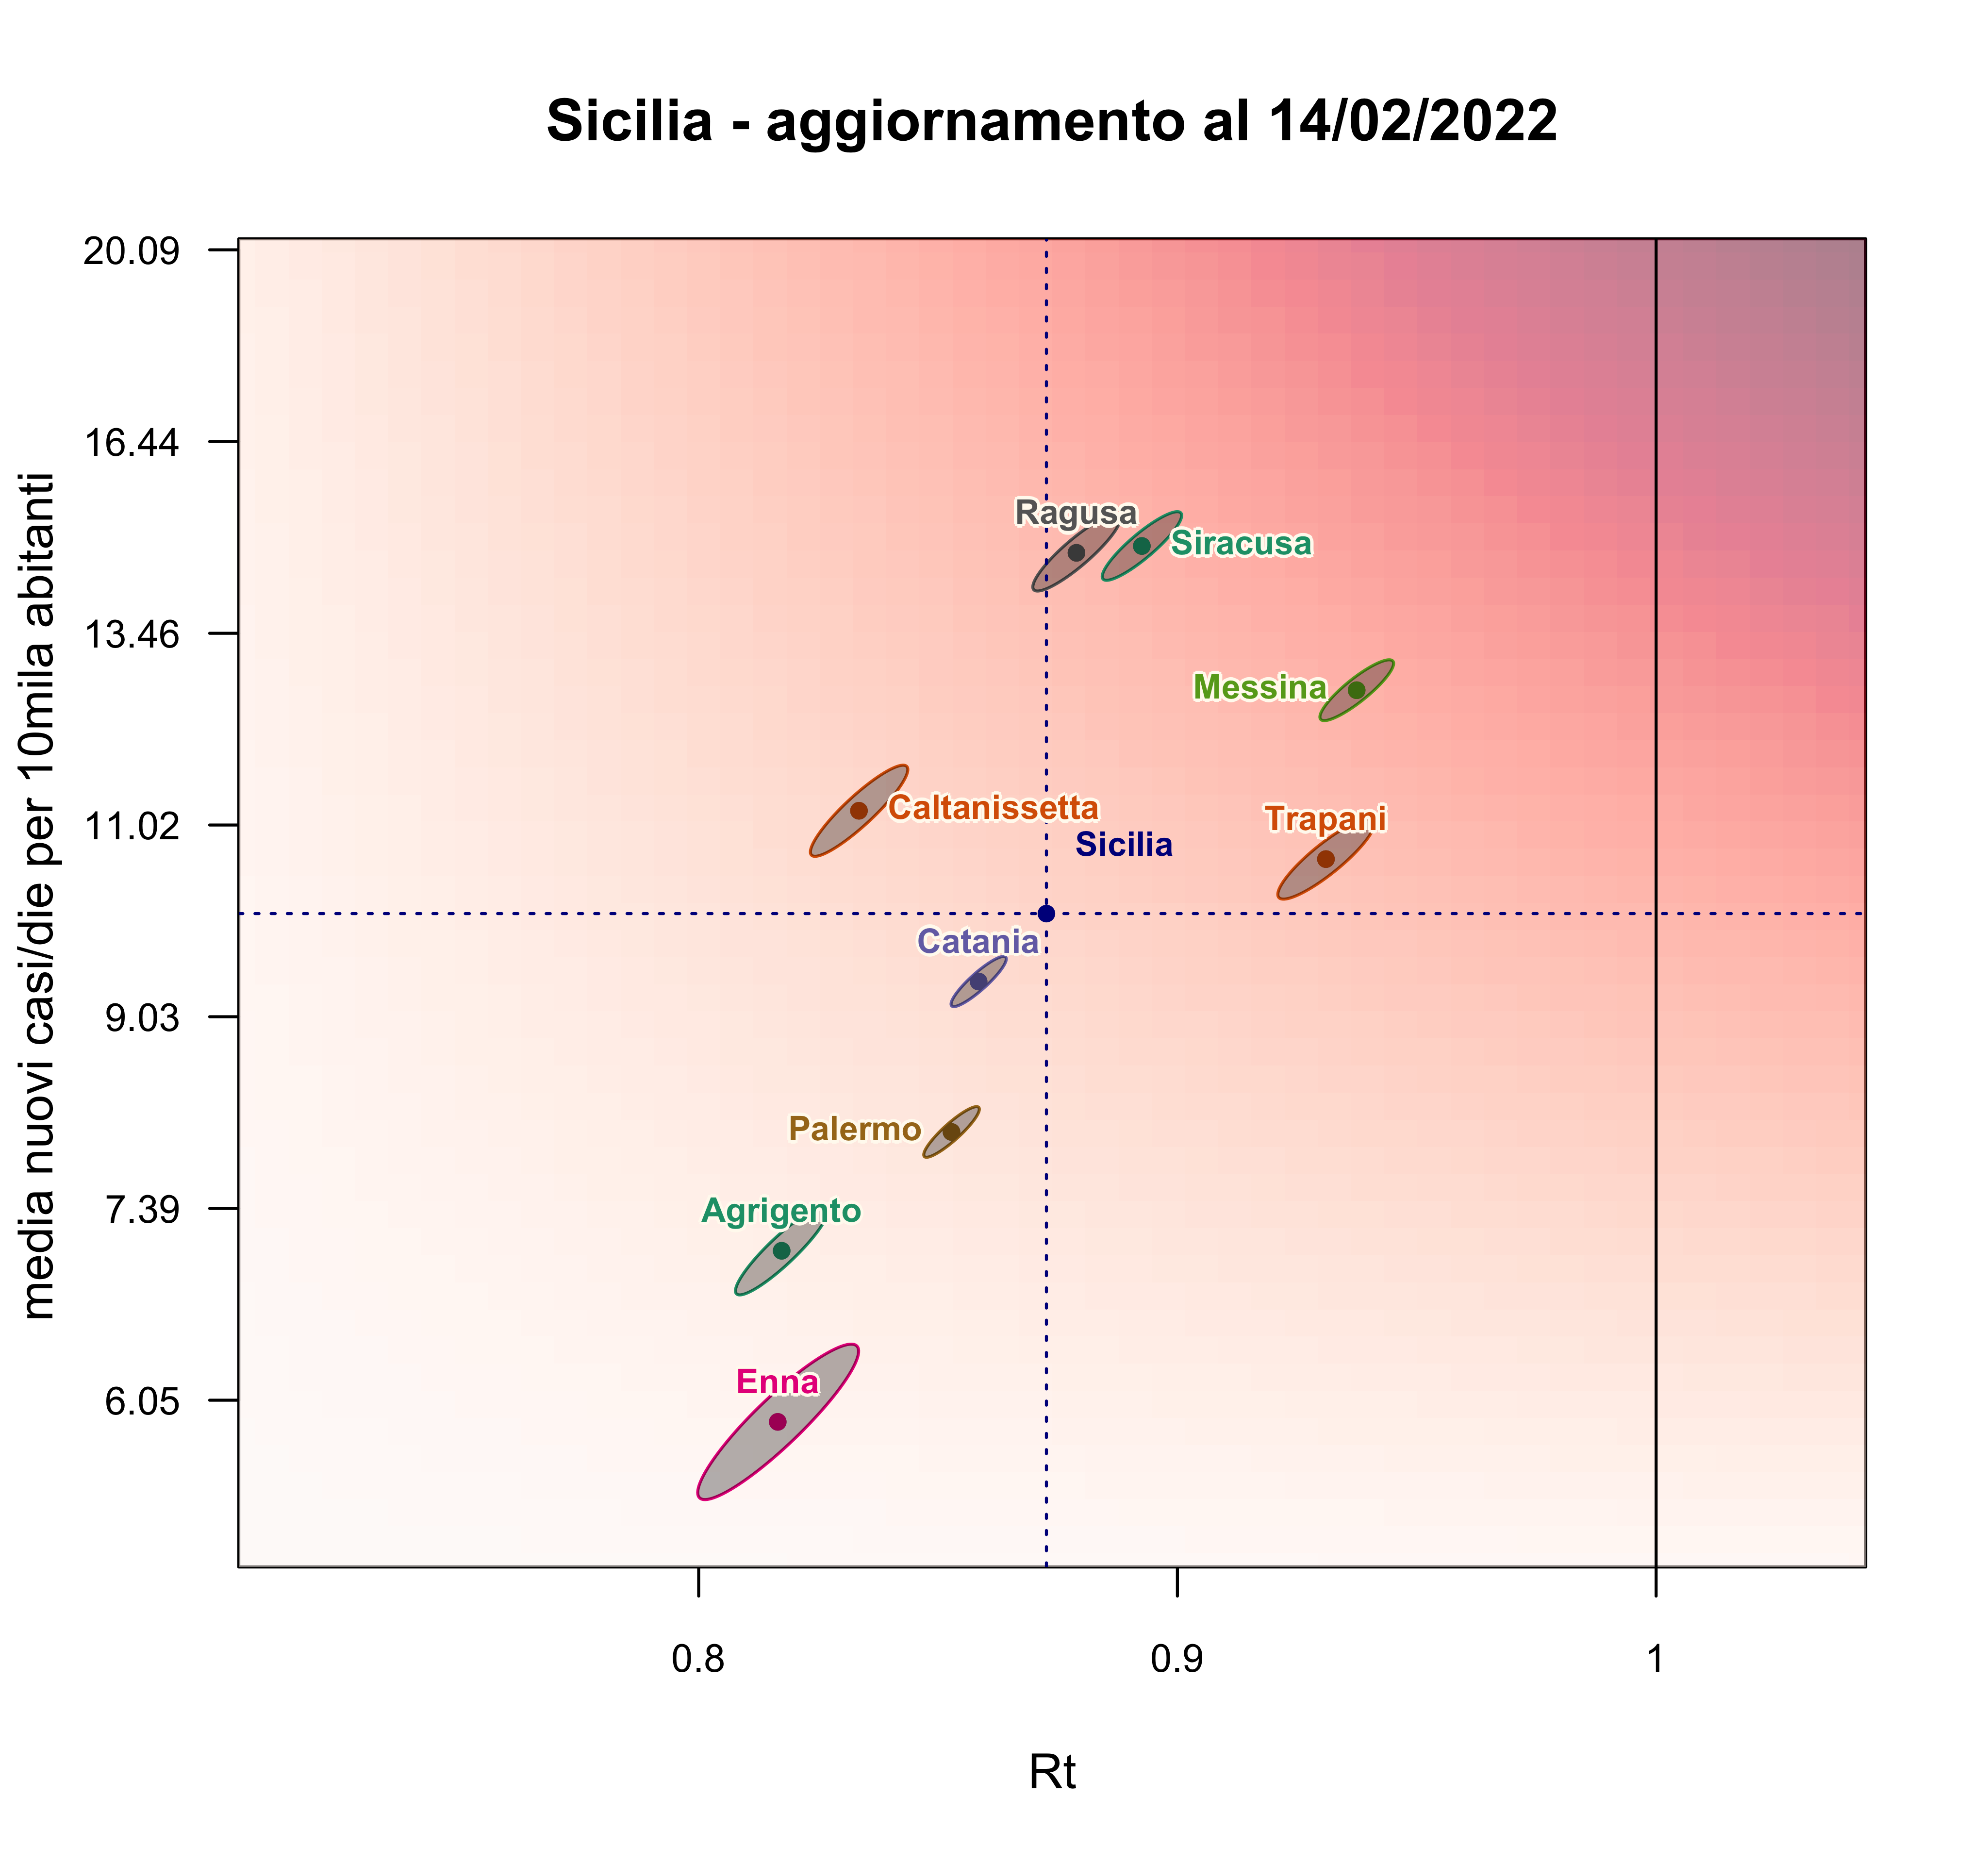 Sicilia - aggiornamento al 14/02/2022
media nuovi casi/die per 10mila abitanti
20.09
16.44
13.46
11.02
9.03
7.39
6.05
Ragusa
Siracusa
Messina
Caltanissetta
Trapani
Sicilia
Catania
Palermo
Agrigento
Enna
0.8
0.9
1
Rt